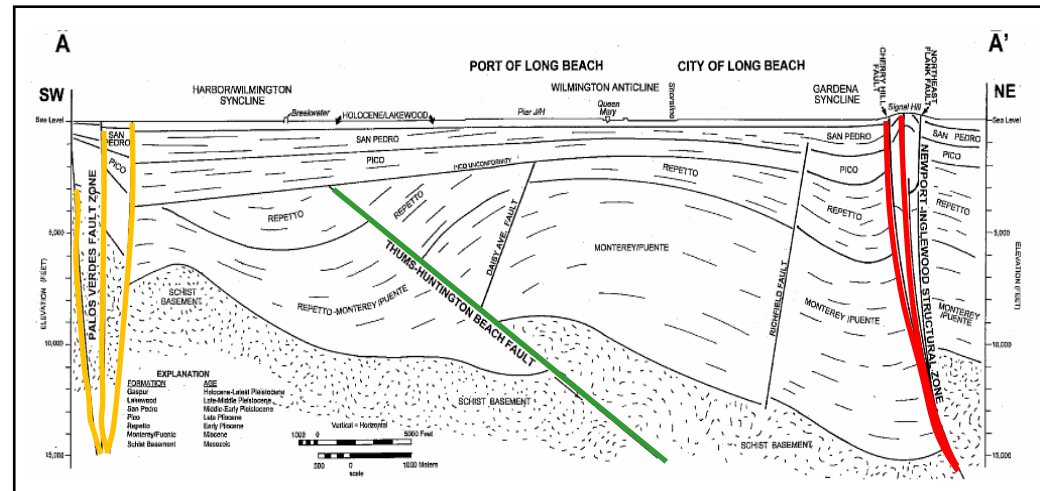 A
SW
A'
NE
PORT OF LONG BEACH
CITY OF LONG BEACH
HARBOR/WILMINGTON
SYNCLINE
WILMINGTON ANTICLINE
GARDENA
SYNCLINE
CHERRY HILL
FAULT
Signal Hill
NORTHEAST
FLANK FAULT
Breakwater
HOLOCENE/LAKEWOOD
Pier J/H
Queen
Mary
Shoreline
Sea Level
Sea Level
SAN
PEDRO
SAN PEDRO
SAN PEDRO
SAN PEDRO
PICO
PICO
PICO UNCONFORMITY
PICO
PICO
REPETTO
REPETTO
REPETTO
REPETTO
REPETTO
5,000
10,000
15,000
ELEVATION (FEET)
PALOS VERDES FAULT ZONE
SCHIST
BASEMENT
REPETTO-MONTEREY/PUENTE
THUMS-HUNTINGTON BEACH FAULT
DAISY AVE. FAULT
MONTEREY/PUENTE
RICHFIELD FAULT
MONTEREY /PUENTE
NEWPORT-INGLEWOOD STRUCTURAL ZONE
MONTEREY
/PUENTE
SCHIST BASEMENT
SCHIST BASEMENT
5,000
10,000
15,000
ELEVATION (FEET)
EXPLANATION
FORMATION AGE
Gaspur Holocene-Latest Pleistocene
Lakewood Late-Middle Pleistocene
San Pedro Middle-Early Pleistocene
Pico Late Pliocene
Repetto Early Pliocene
Monterey/Puente Miocene
Schist Basement Mesozoic
Vertical = Horizontal
1000 0 5000 Feet
500 0 1000 Meters
scale